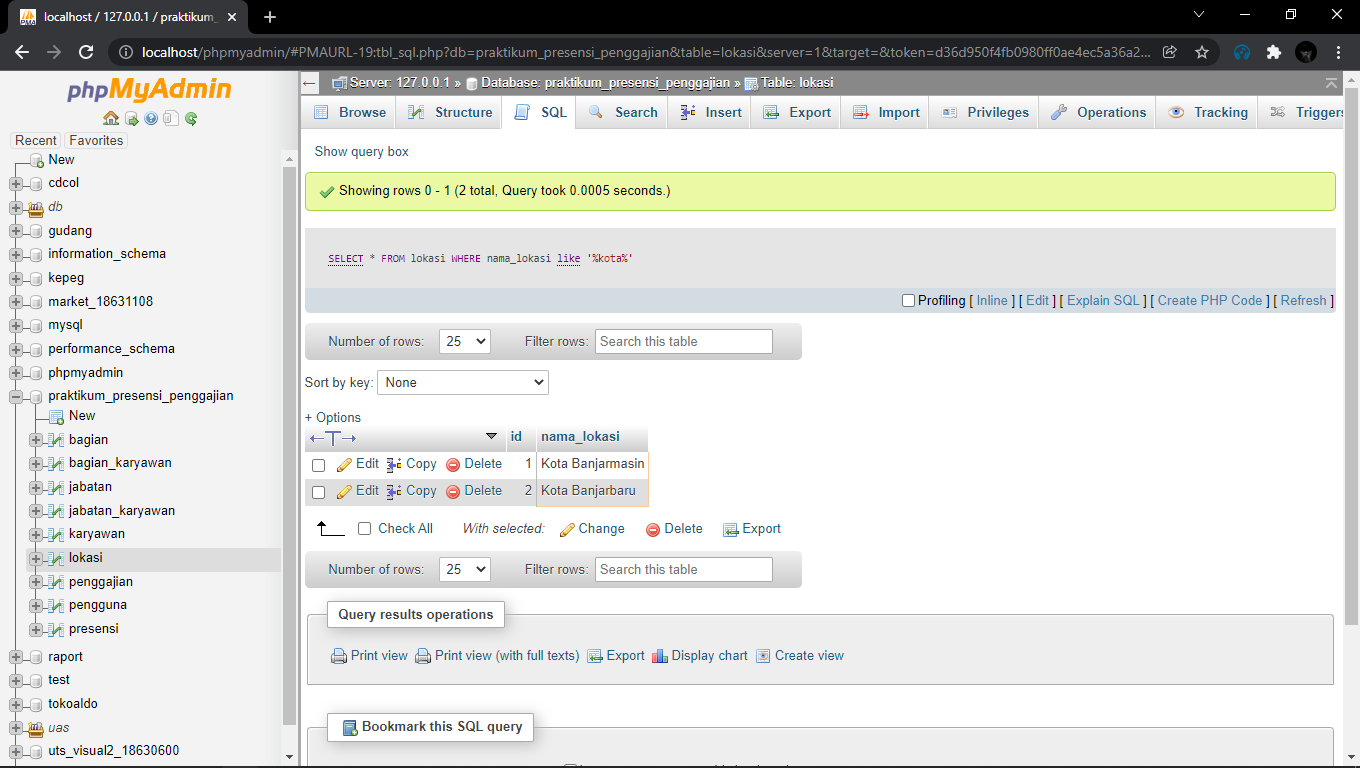 localhost / 127.0.0.1 / praktikum_
localhost/phpmyadmin/#PMAURL-19:tbl_sql.php?db=praktikum_presensi_penggajian&table=lokasi&server=1&target=&token=d36d950f4fb0980ff0ae4ec5a36a2...
phpMyAdmin
Recent Favorites
New
cdcol
db
gudang
information_schema
kepeg
market_18631108
mysql
performance_schema
phpmyadmin
praktikum_presensi_penggajian
New
bagian
bagian_karyawan
jabatan
jabatan_karyawan
karyawan
lokasi
penggajian
pengguna
presensi
raport
test
tokoaldo
uas
uts_visual2_18630600
Server: 127.0.0.1 » Database: praktikum_presensi_penggajian » Table: lokasi
Browse Structure SQL Search Insert Export Import Privileges Operations Tracking Triggers
Show query box
Showing rows 0 - 1 (2 total, Query took 0.0005 seconds.)
SELECT * FROM lokasi WHERE nama_lokasi like '%kota%'
Profiling [ Inline ] [ Edit ] [ Explain SQL ] [ Create PHP Code ] [ Refresh ]
Number of rows: 25 Filter rows: Search this table
Sort by key: None
+ Options
←T→ id nama_lokasi
Edit Copy Delete 1 Kota Banjarmasin
Edit Copy Delete 2 Kota Banjarbaru
Check All With selected: Change Delete Export
Number of rows: 25 Filter rows: Search this table
Query results operations
Print view Print view (with full texts) Export Display chart Create view
Bookmark this SQL query